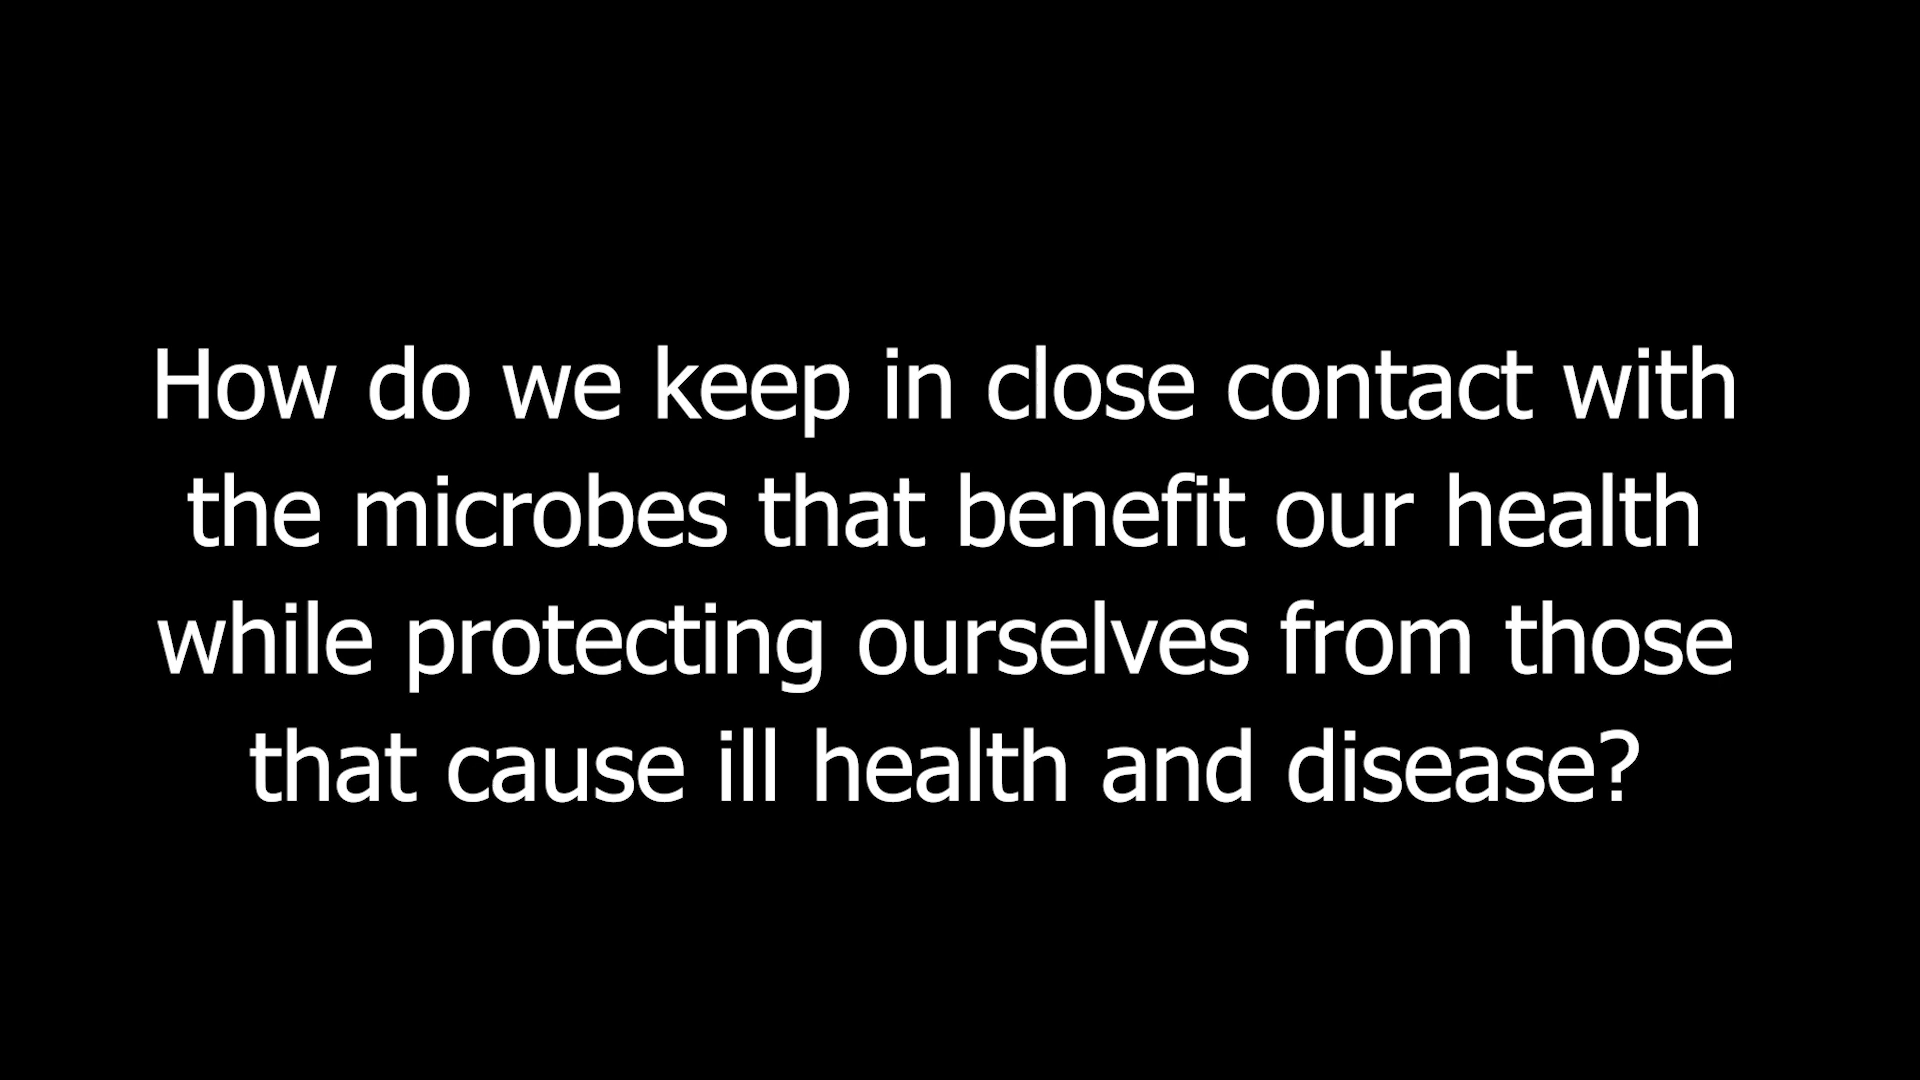 How do we keep in close contact with
the microbes that benefit our health
while protecting ourselves from those
that cause ill health and disease?